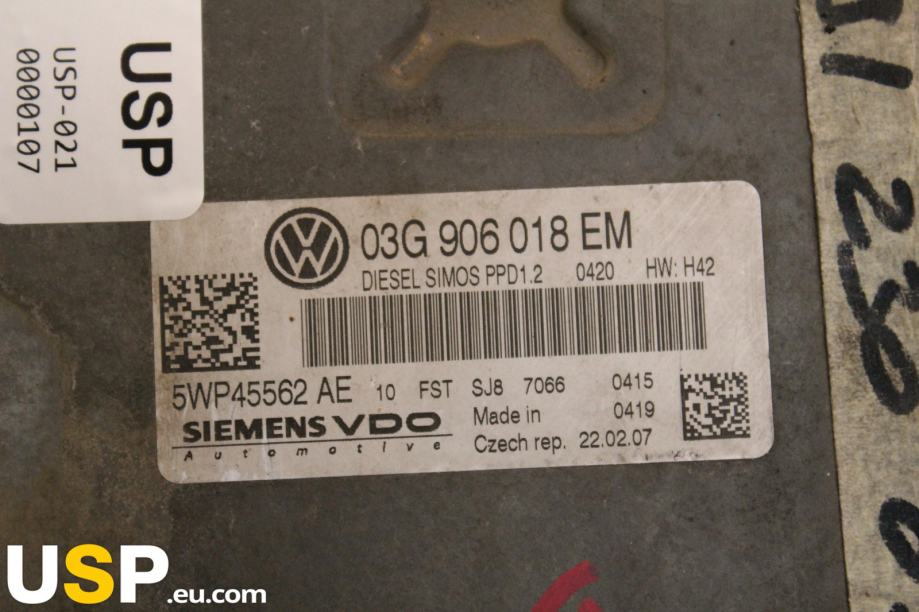 USP
USP-021
0000107
03G 906 018 EM
DIESEL SIMOS PPD1.2 0420 HW: H42
5WP45562 AE 10 FST SJ8 7066 0415
SIEMENS VDO
Automotive
Made in 0419
Czech rep. 22.02.07
USP.eu.com